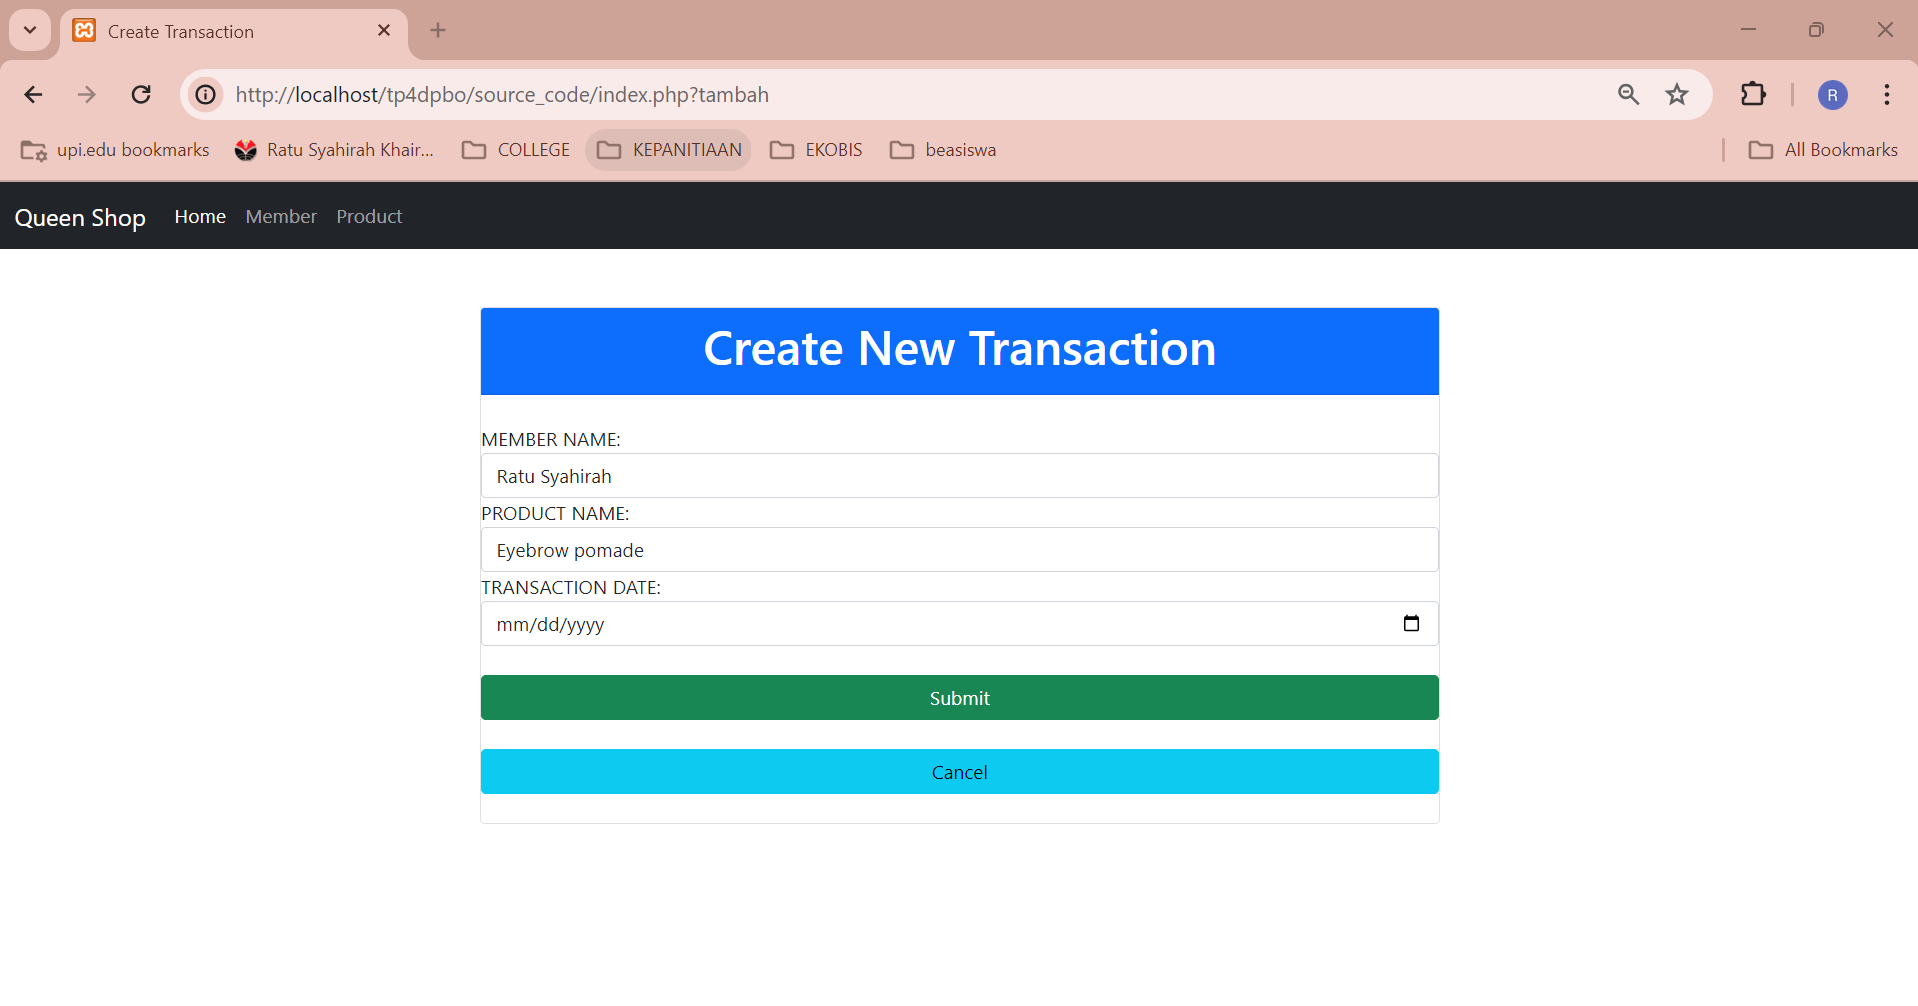 Create Transaction
http://localhost/tp4dpbo/source_code/index.php?tambah
R
upi.edu bookmarks Ratu Syahirah Khair... COLLEGE KEPANITIAAN EKOBIS beasiswa All Bookmarks
Queen Shop Home Member Product
Create New Transaction
MEMBER NAME:
Ratu Syahirah
PRODUCT NAME:
Eyebrow pomade
TRANSACTION DATE:
mm/dd/yyyy
Submit
Cancel